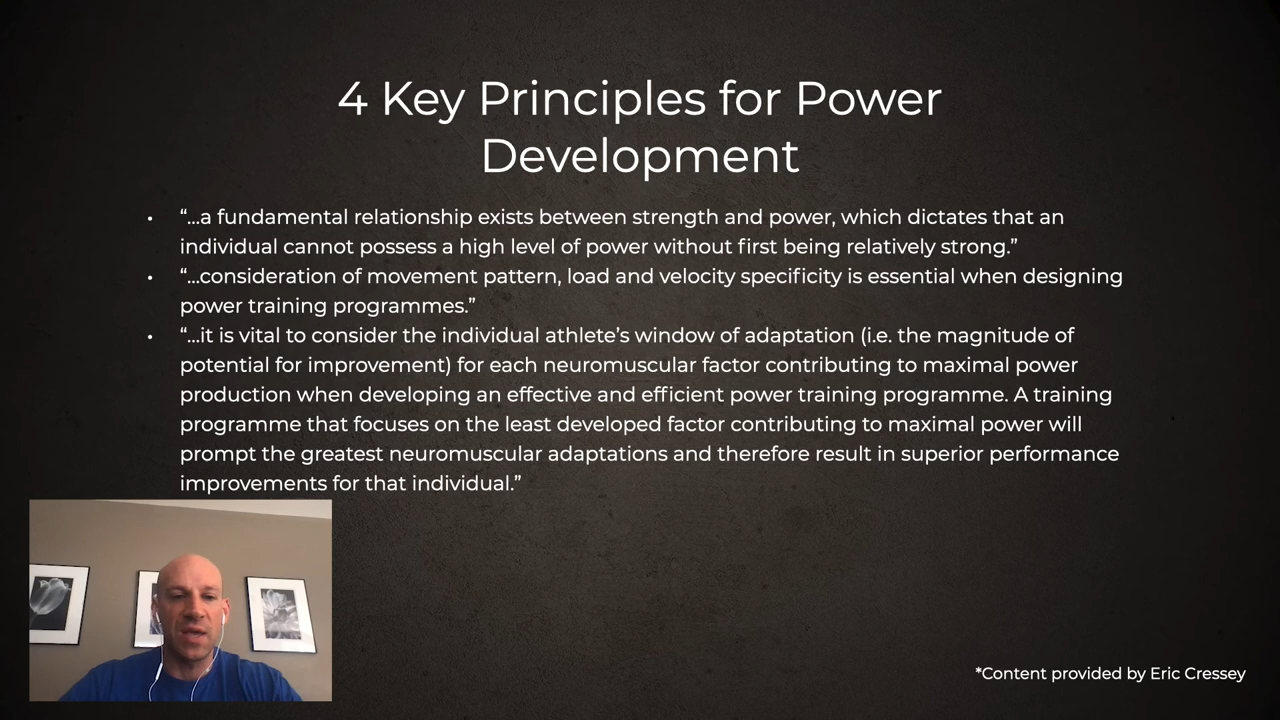 4 Key Principles for Power
Development
• “...a fundamental relationship exists between strength and power, which dictates that an
individual cannot possess a high level of power without first being relatively strong.”
• “...consideration of movement pattern, load and velocity specificity is essential when designing
power training programmes.”
• “...it is vital to consider the individual athlete’s window of adaptation (i.e. the magnitude of
potential for improvement) for each neuromuscular factor contributing to maximal power
production when developing an effective and efficient power training programme. A training
programme that focuses on the least developed factor contributing to maximal power will
prompt the greatest neuromuscular adaptations and therefore result in superior performance
improvements for that individual.”
*Content provided by Eric Cressey